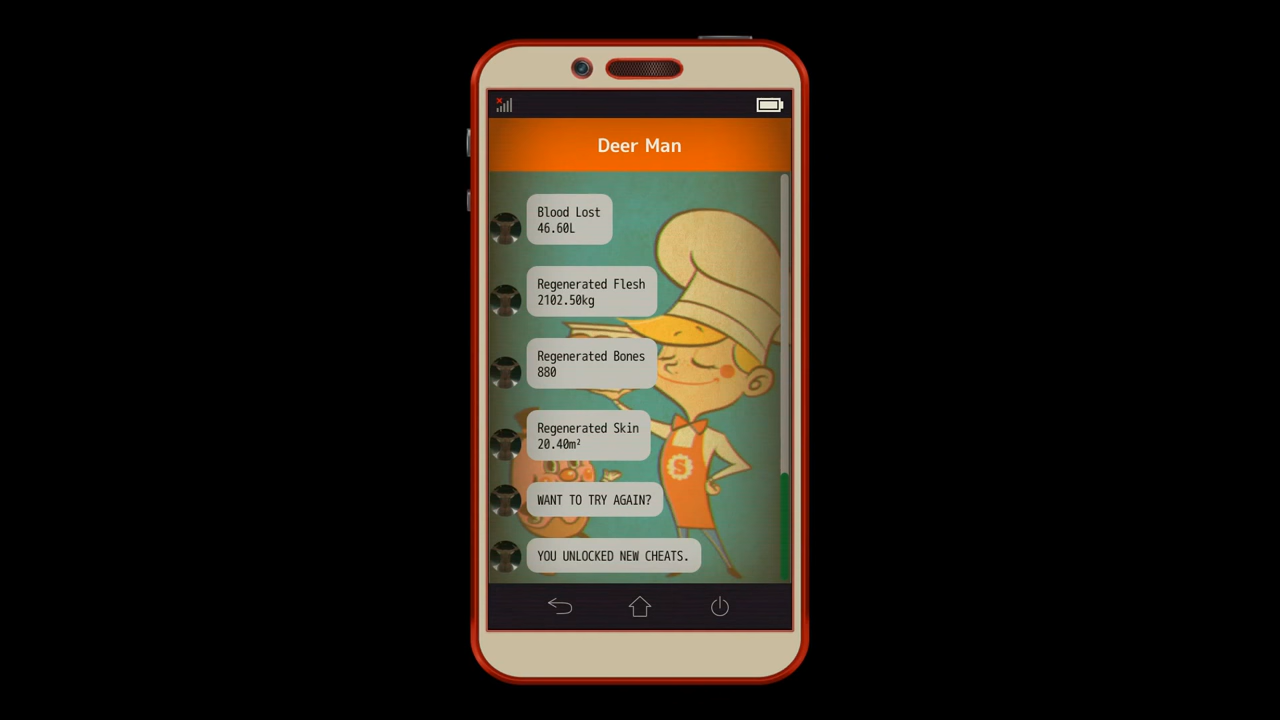 Deer Man
Blood Lost
46.60L
Regenerated Flesh
2102.50kg
Regenerated Bones
880
Regenerated Skin
20.40m²
S
WANT TO TRY AGAIN?
YOU UNLOCKED NEW CHEATS.